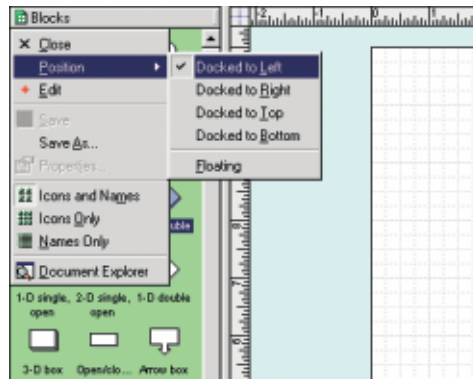 Blocks
Close
Position
Edit
Save
Save As...
Properties...
Icons and Names
Icons Only
Names Only
Document Explorer
Docked to Left
Docked to Right
Docked to Top
Docked to Bottom
Floating
1-D single, open
2-D single, open
1-D double
3-D box
Open/clo...
Arrow box